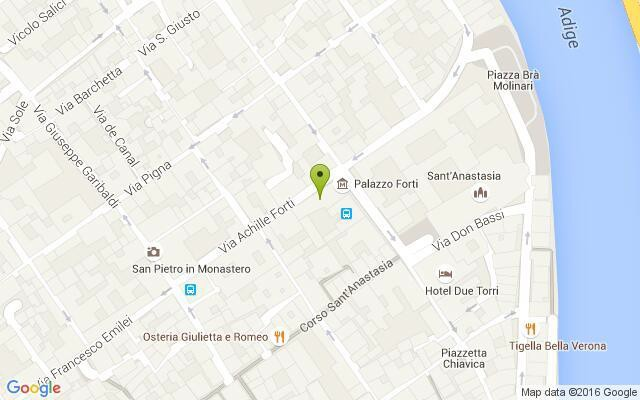 Vicolo Salici
Via S. Giusto
Adige
Piazza Brà
Molinari
Via Barchetta
Via Sole
Via de Canal
Via Giuseppe Garibaldi
Via Pigna
Palazzo Forti
Sant'Anastasia
Via Achille Forti
Via Don Bassi
San Pietro in Monastero
Corso Sant'Anastasia
Hotel Due Torri
Osteria Giulietta e Romeo
Tigella Bella Verona
Piazzetta
Chiavica
Via Francesco Emilei
Google
Map data ©2016 Google